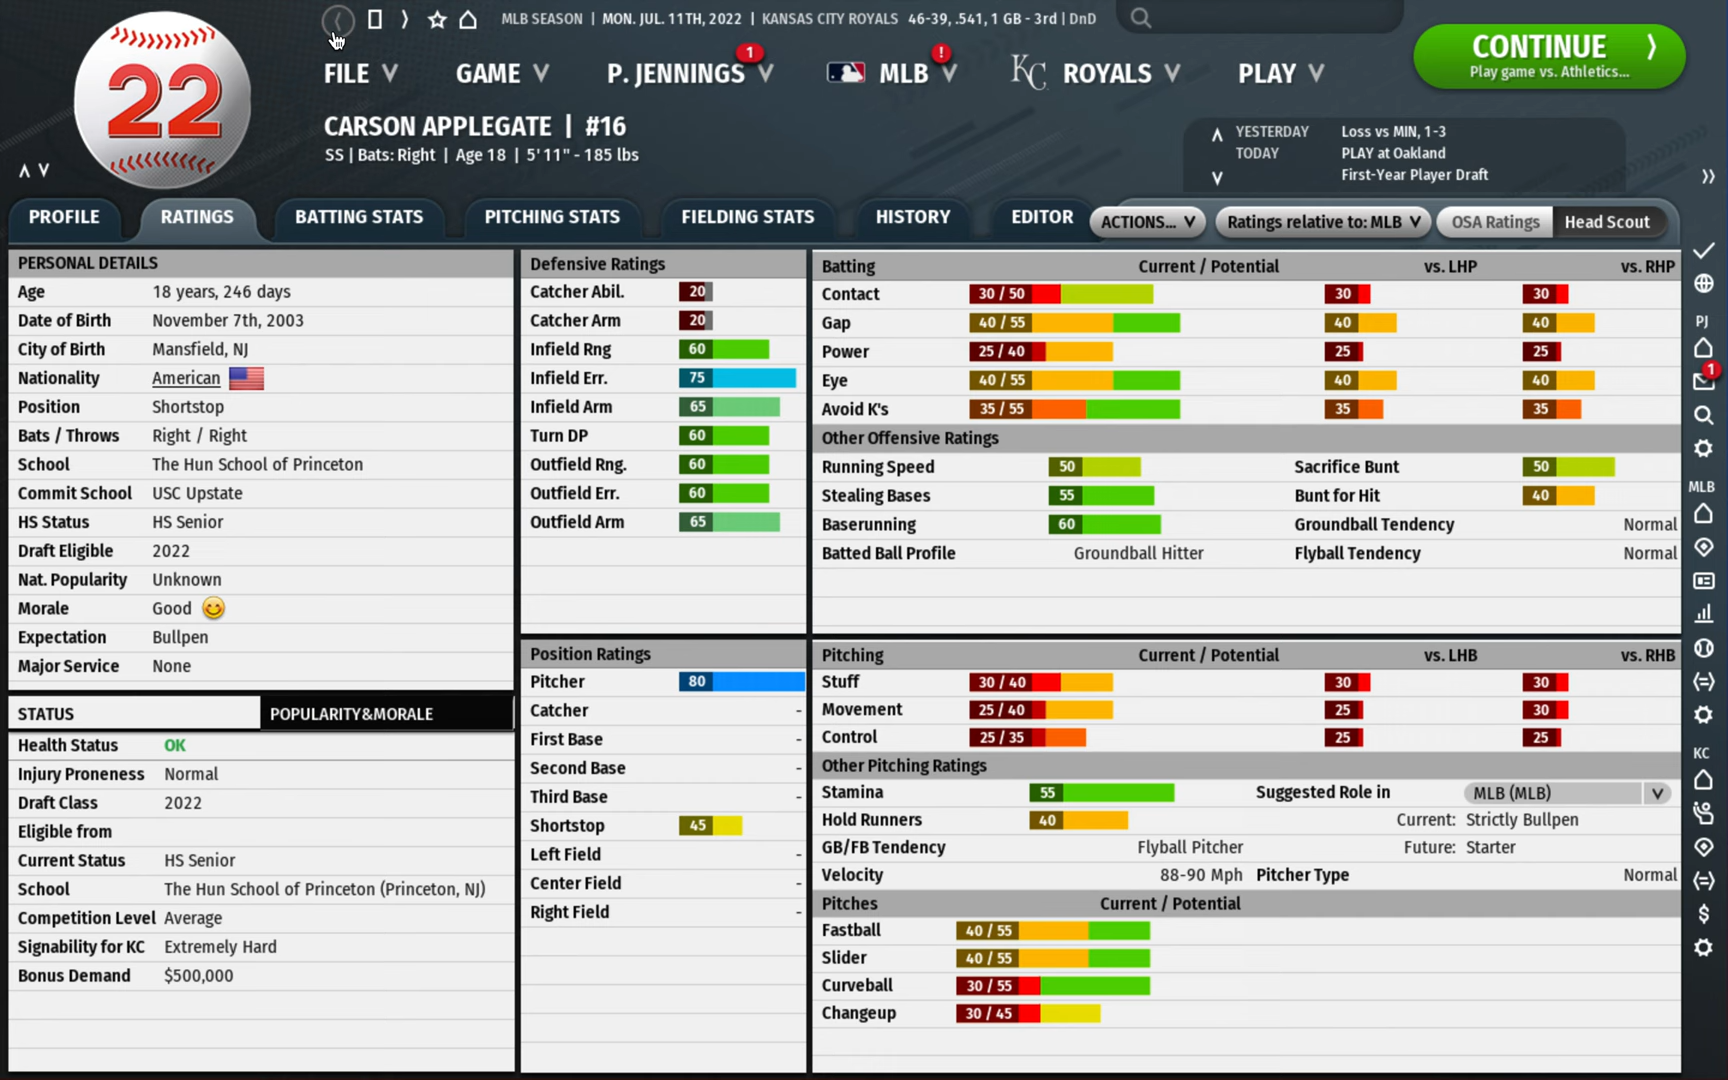 22
MLB SEASON | MON. JUL. 11TH, 2022 | KANSAS CITY ROYALS 46-39, .541, 1 GB - 3rd | DnD
FILE GAME P. JENNINGS 1 MLB ! KC ROYALS PLAY
CONTINUE
Play game vs. Athletics...
CARSON APPLEGATE | #16
SS | Bats: Right | Age 18 | 5' 11" - 185 lbs
YESTERDAY Loss vs MIN, 1-3
TODAY PLAY at Oakland
First-Year Player Draft
PROFILE RATINGS BATTING STATS PITCHING STATS FIELDING STATS HISTORY EDITOR ACTIONS... Ratings relative to: MLB OSA Ratings Head Scout
PERSONAL DETAILS
Age 18 years, 246 days
Date of Birth November 7th, 2003
City of Birth Mansfield, NJ
Nationality American
Position Shortstop
Bats / Throws Right / Right
School The Hun School of Princeton
Commit School USC Upstate
HS Status HS Senior
Draft Eligible 2022
Nat. Popularity Unknown
Morale Good
Expectation Bullpen
Major Service None
STATUS POPULARITY&MORALE
Health Status OK
Injury Proneness Normal
Draft Class 2022
Eligible from
Current Status HS Senior
School The Hun School of Princeton (Princeton, NJ)
Competition Level Average
Signability for KC Extremely Hard
Bonus Demand $500,000
Defensive Ratings
Catcher Abil. 20
Catcher Arm 20
Infield Rng 60
Infield Err. 75
Infield Arm 65
Turn DP 60
Outfield Rng. 60
Outfield Err. 60
Outfield Arm 65
Position Ratings
Pitcher 80
Catcher -
First Base -
Second Base -
Third Base -
Shortstop 45
Left Field -
Center Field -
Right Field -
Batting Current / Potential vs. LHP vs. RHP
Contact 30 / 50 30 30
Gap 40 / 55 40 40
Power 25 / 40 25 25
Eye 40 / 55 40 40
Avoid K's 35 / 55 35 35
Other Offensive Ratings
Running Speed 50 Sacrifice Bunt 50
Stealing Bases 55 Bunt for Hit 40
Baserunning 60 Groundball Tendency Normal
Batted Ball Profile Groundball Hitter Flyball Tendency Normal
Pitching Current / Potential vs. LHB vs. RHB
Stuff 30 / 40 30 30
Movement 25 / 40 25 30
Control 25 / 35 25 25
Other Pitching Ratings
Stamina 55 Suggested Role in MLB (MLB)
Hold Runners 40 Current: Strictly Bullpen
GB/FB Tendency Flyball Pitcher Future: Starter
Velocity 88-90 Mph Pitcher Type Normal
Pitches Current / Potential
Fastball 40 / 55
Slider 40 / 55
Curveball 30 / 55
Changeup 30 / 45
PJ
1
MLB
KC
$